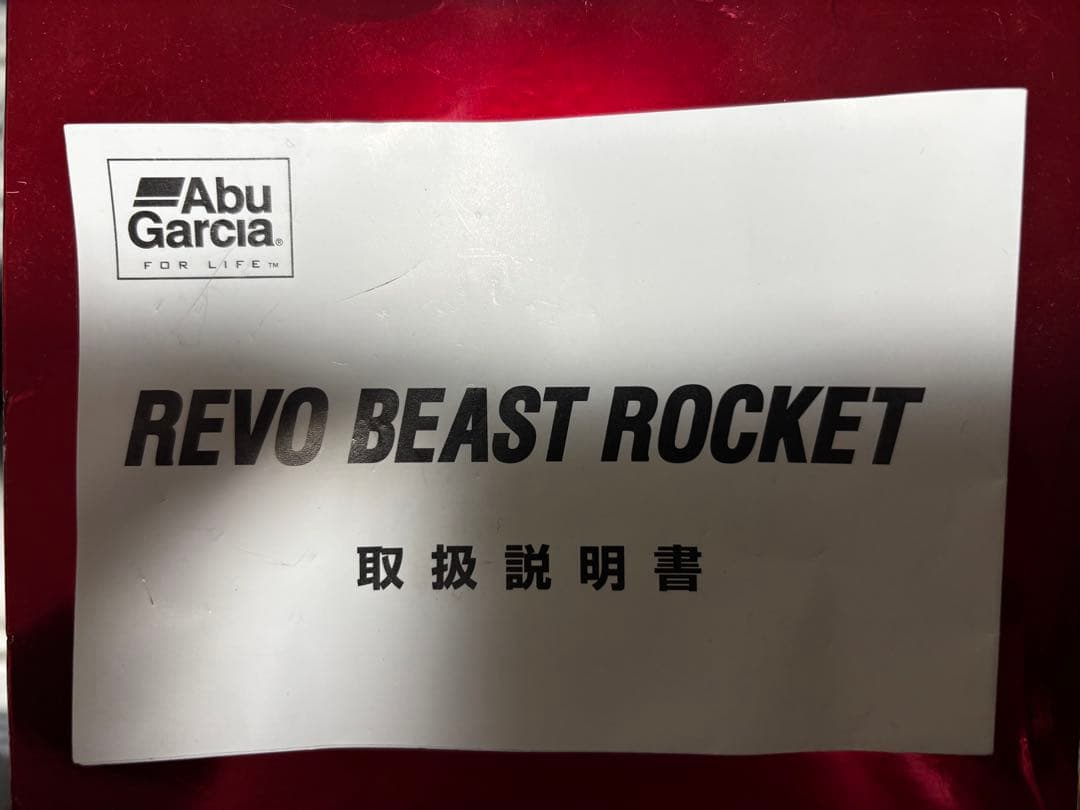 Abu
Garcia®
FOR LIFE™
REVO BEAST ROCKET
取扱説明書